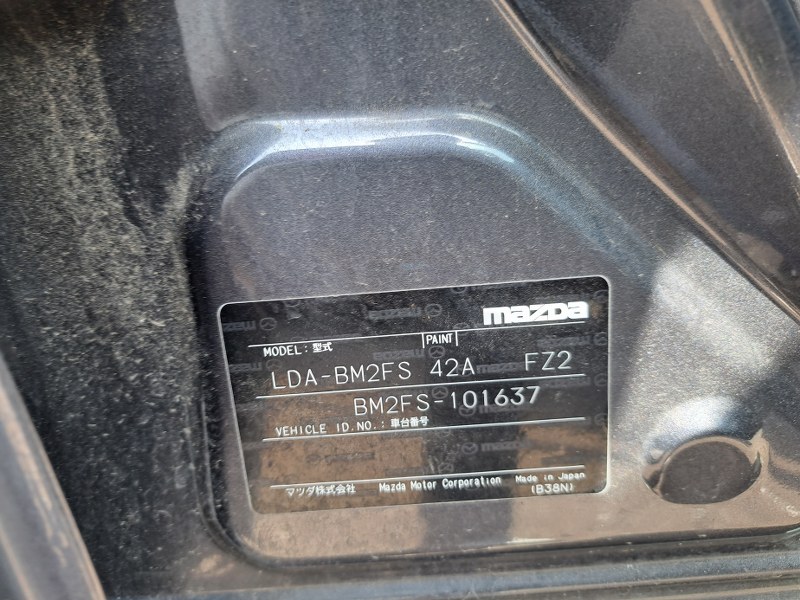 mazda
MODEL: 型式 PAINT
LDA-BM2FS 42A FZ2
BM2FS-101637
VEHICLE ID.NO.: 車台番号
マツダ株式会社 Mazda Motor Corporation Made in Japan
(B38N)